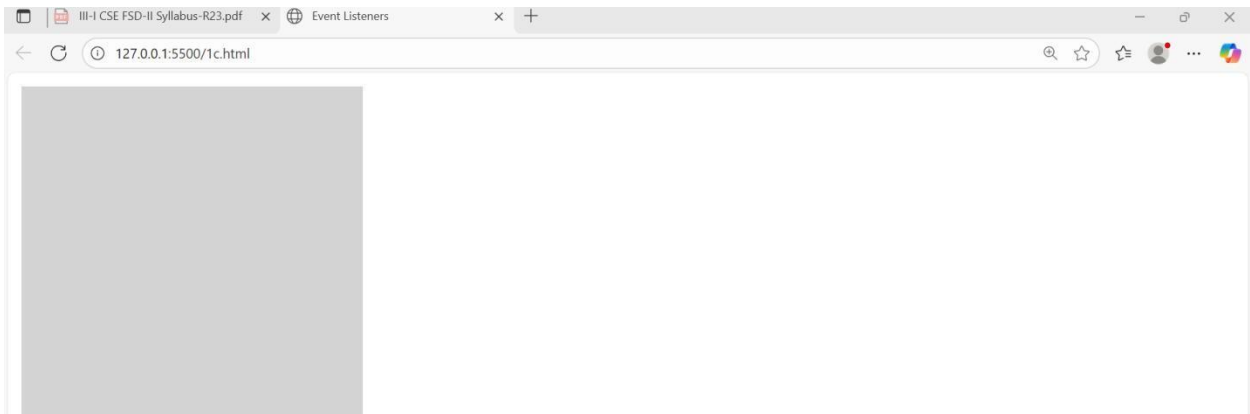 III-I CSE FSD-II Syllabus-R23.pdf Event Listeners
127.0.0.1:5500/1c.html